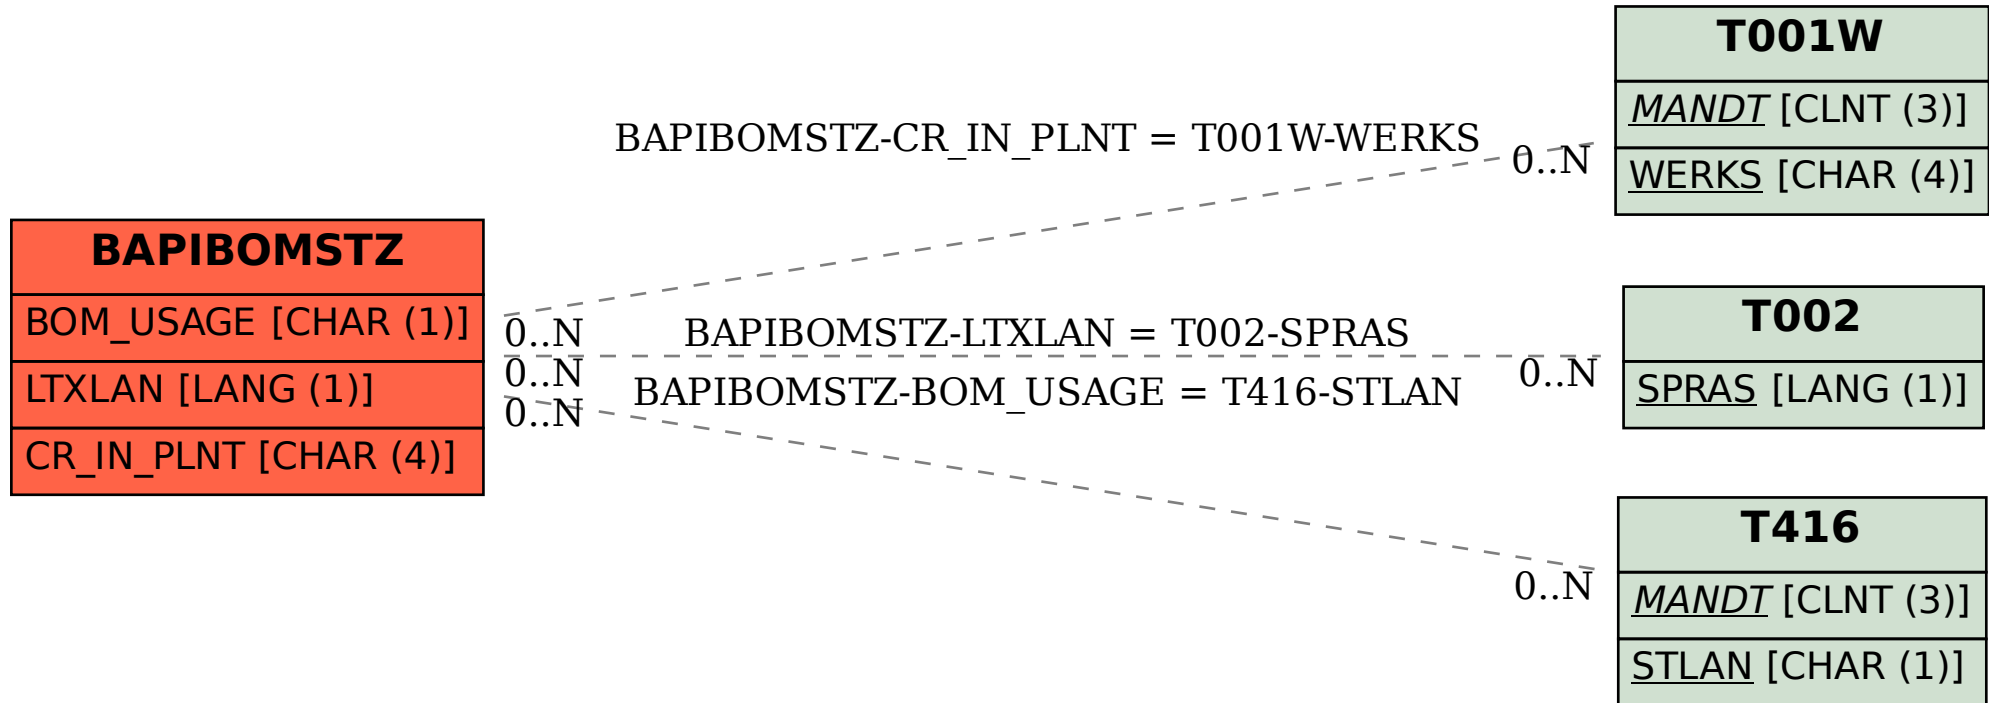 BAPIBOMSTZ
BOM_USAGE [CHAR (1)]
LTXLAN [LANG (1)]
CR_IN_PLNT [CHAR (4)]
BAPIBOMSTZ-CR_IN_PLNT = T001W-WERKS
0..N
0..N
BAPIBOMSTZ-LTXLAN = T002-SPRAS
0..N
0..N
BAPIBOMSTZ-BOM_USAGE = T416-STLAN
0..N
0..N
T001W
MANDT [CLNT (3)]
WERKS [CHAR (4)]
T002
SPRAS [LANG (1)]
T416
MANDT [CLNT (3)]
STLAN [CHAR (1)]